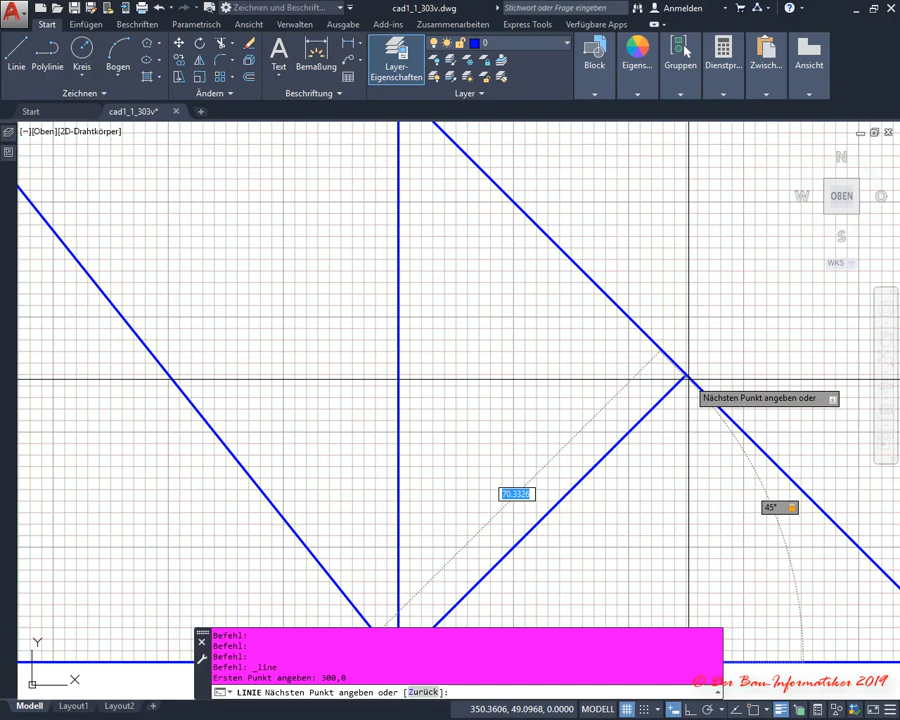 A
Zeichnen und Beschriften
cad1_1_303v.dwg
Stichwort oder Frage eingeben
Anmelden
Start
Einfügen
Beschriften
Parametrisch
Ansicht
Verwalten
Ausgabe
Add-ins
Zusammenarbeiten
Express Tools
Verfügbare Apps
Linie
Polylinie
Kreis
Bogen
Text
Bemaßung
Layer-
Eigenschaften
0
Block
Eigens...
Gruppen
Dienstpr...
Zwisch...
Ansicht
Zeichnen
Ändern
Beschriftung
Layer
Start
cad1_1_303v*
[−][Oben][2D-Drahtkörper]
N
W
OBEN
O
S
WKS
Nächsten Punkt angeben oder
70.3326
45°
Befehl:
Befehl:
Befehl:
Befehl: _line
Ersten Punkt angeben: 300,0
LINIE Nächsten Punkt angeben oder [Zurück]:
Y
X
© Der Bau-Informatiker 2019
Modell
Layout1
Layout2
350.3606, 49.0968, 0.0000
MODELL